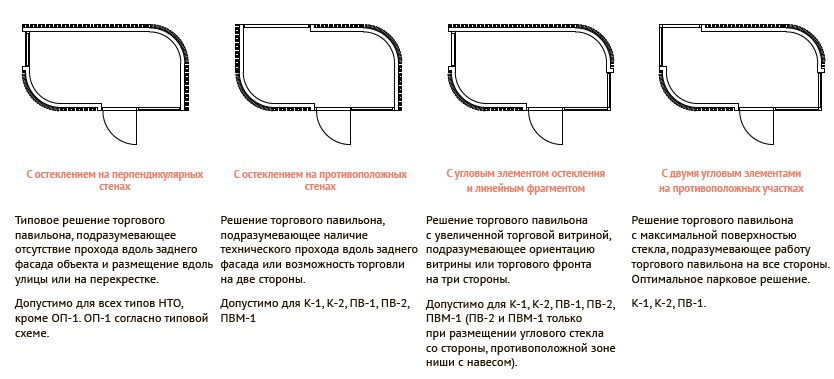 С остеклением на перпендикулярных
стенах
Типовое решение торгового
павильона, подразумевающее
отсутствие прохода вдоль заднего
фасада объекта и размещение вдоль
улицы или на перекрестке.
Допустимо для всех типов НТО,
кроме ОП-1. ОП-1 согласно типовой
схеме.
С остеклением на противоположных
стенах
Решение торгового павильона,
подразумевающее наличие
технического прохода вдоль заднего
фасада или возможность торговли
на две стороны.
Допустимо для К-1, К-2, ПВ-1, ПВ-2,
ПВМ-1
С угловым элементом остекления
и линейным фрагментом
Решение торгового павильона
с увеличенной торговой витриной,
подразумевающее ориентацию
витрины или торгового фронта
на три стороны.
Допустимо для К-1, К-2, ПВ-1, ПВ-2,
ПВМ-1 (ПВ-2 и ПВМ-1 только
при размещении углового стекла
со стороны, противоположной зоне
ниши с навесом).
С двумя угловым элементами
на противоположных участках
Решение торгового павильона
с максимальной поверхностью
стекла, подразумевающее работу
торгового павильона на все стороны.
Оптимальное парковое решение.
К-1, К-2, ПВ-1.